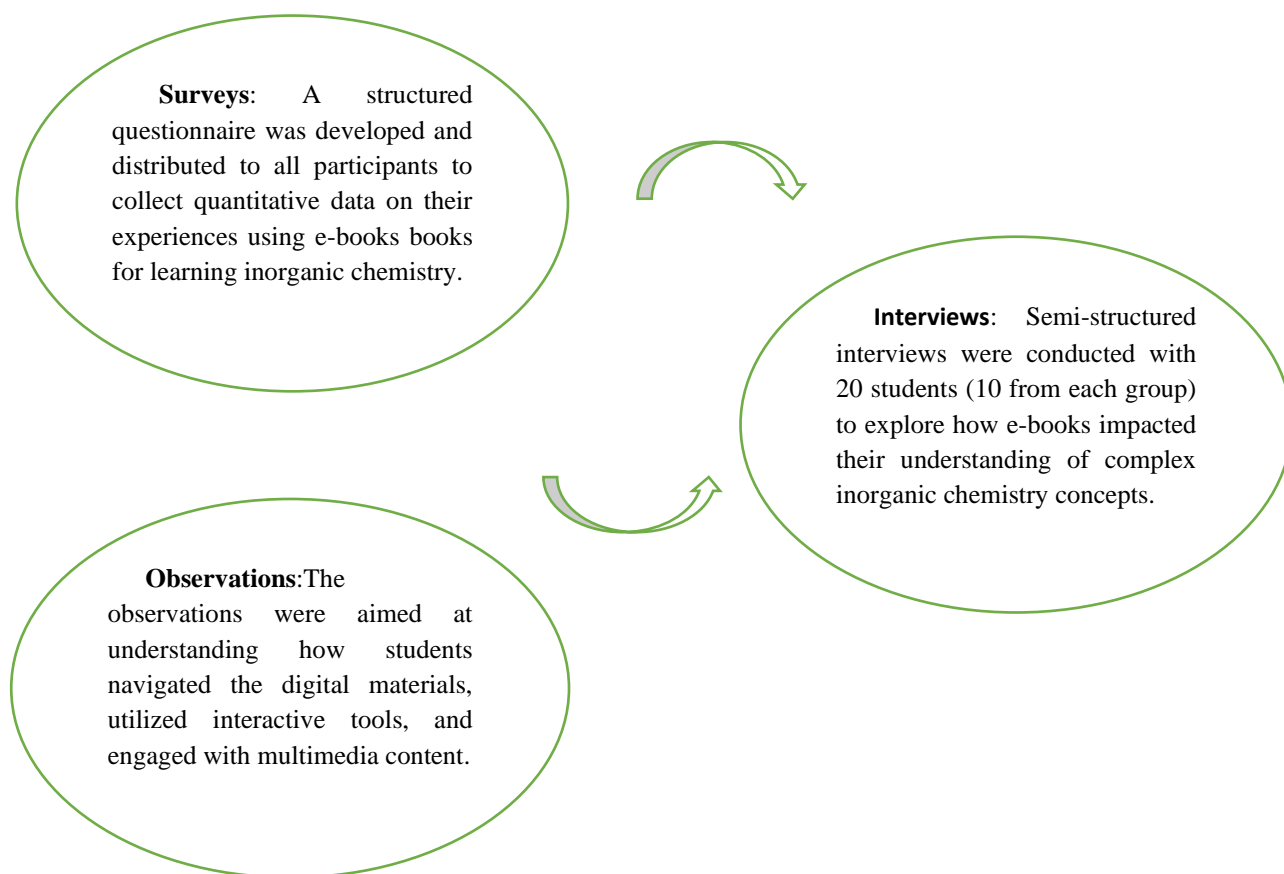 Surveys: A structured
questionnaire was developed and
distributed to all participants to
collect quantitative data on their
experiences using e-books books
for learning inorganic chemistry.
Interviews: Semi-structured
interviews were conducted with
20 students (10 from each group)
to explore how e-books impacted
their understanding of complex
inorganic chemistry concepts.
Observations:The
observations were aimed at
understanding how students
navigated the digital materials,
utilized interactive tools, and
engaged with multimedia content.